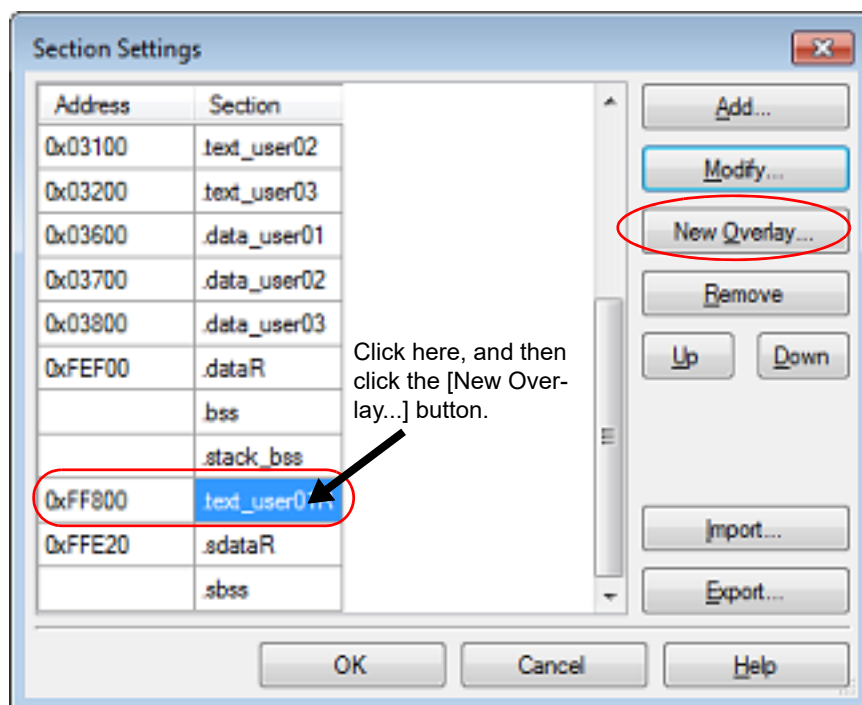 Section Settings
Address Section
0x03100 .text_user02
0x03200 .text_user03
0x03600 .data_user01
0x03700 .data_user02
0x03800 .data_user03
0xFEF00 .dataR
.bss
.stack_bss
0xFF800 .text_user01R
0xFFE20 .sdataR
.sbss
Click here, and then
click the [New Over-
lay...] button.
Add...
Modify...
New Overlay...
Remove
Up Down
Import...
Export...
OK Cancel Help